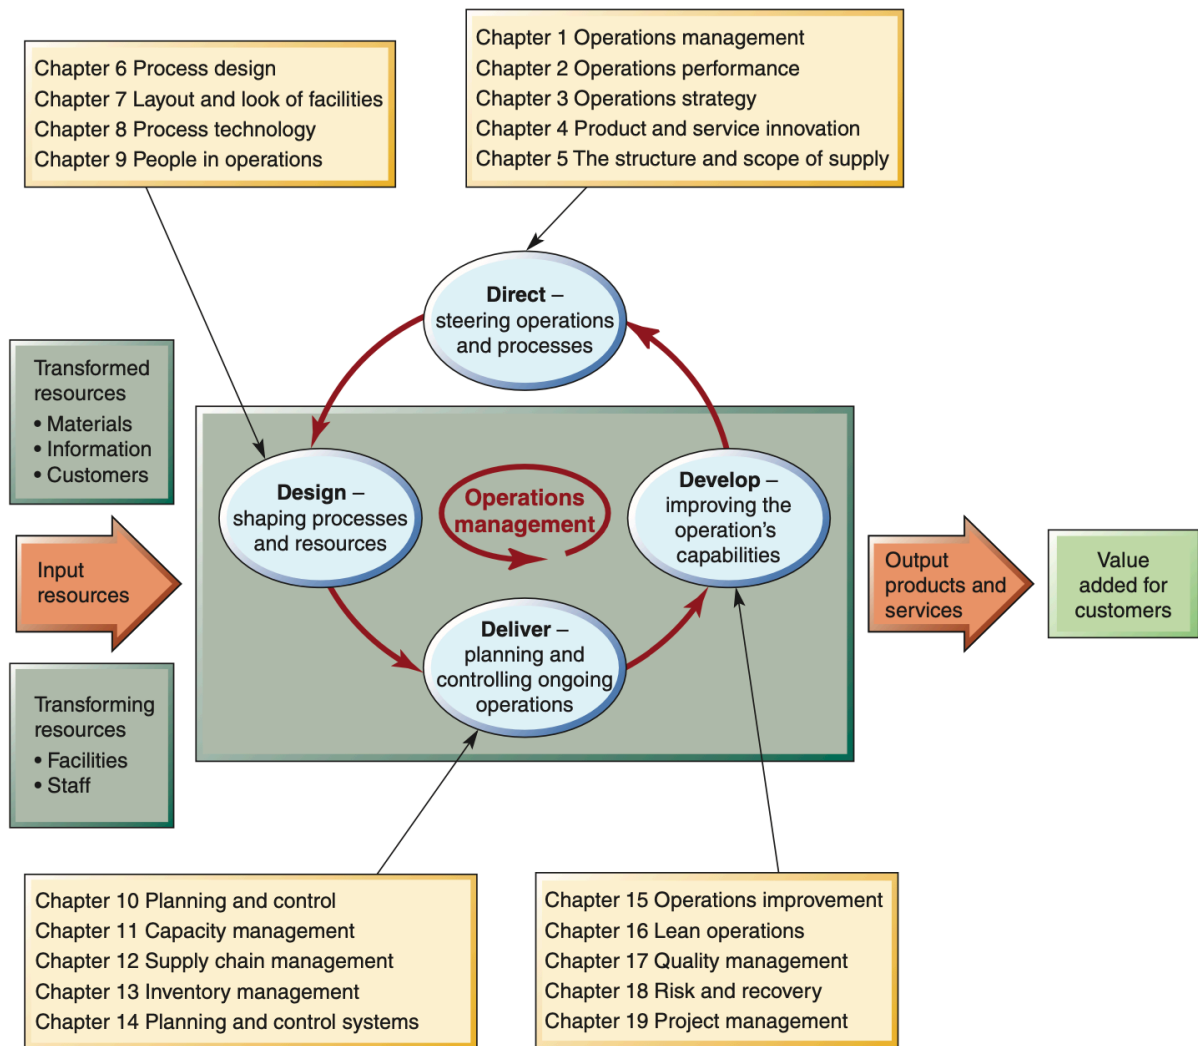 Chapter 6 Process design
Chapter 7 Layout and look of facilities
Chapter 8 Process technology
Chapter 9 People in operations
Chapter 1 Operations management
Chapter 2 Operations performance
Chapter 3 Operations strategy
Chapter 4 Product and service innovation
Chapter 5 The structure and scope of supply
Direct –
steering operations
and processes
Transformed
resources
• Materials
• Information
• Customers
Design –
shaping processes
and resources
Operations
management
Develop –
improving the
operation's
capabilities
Input
resources
Output
products and
services
Value
added for
customers
Deliver –
planning and
controlling ongoing
operations
Transforming
resources
• Facilities
• Staff
Chapter 10 Planning and control
Chapter 11 Capacity management
Chapter 12 Supply chain management
Chapter 13 Inventory management
Chapter 14 Planning and control systems
Chapter 15 Operations improvement
Chapter 16 Lean operations
Chapter 17 Quality management
Chapter 18 Risk and recovery
Chapter 19 Project management